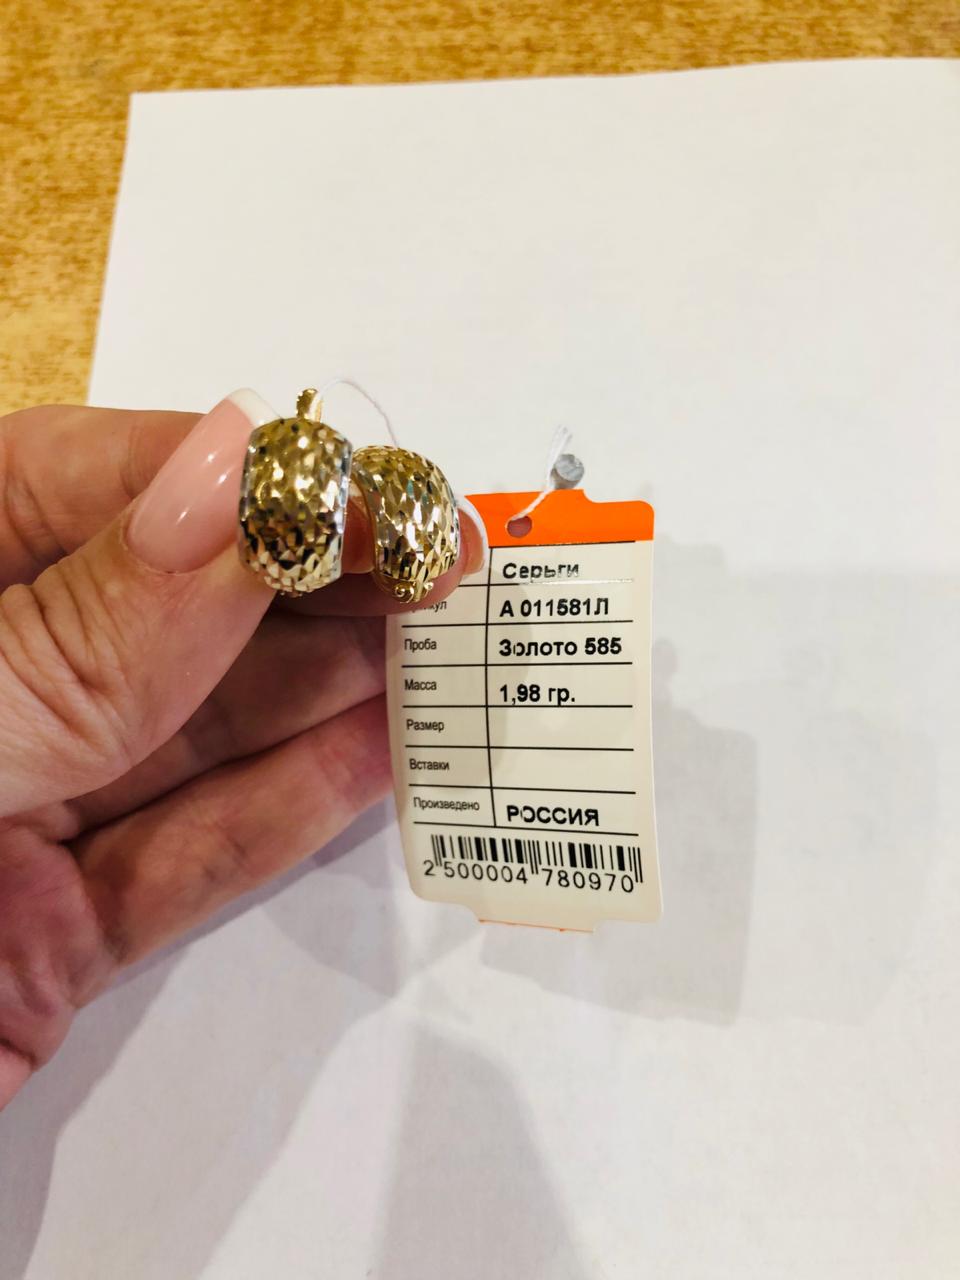 Серьги
А 011581Л
Проба Золото 585
Масса 1,98 гр.
Размер
Вставки
Произведено РОССИЯ
2 500004 780970